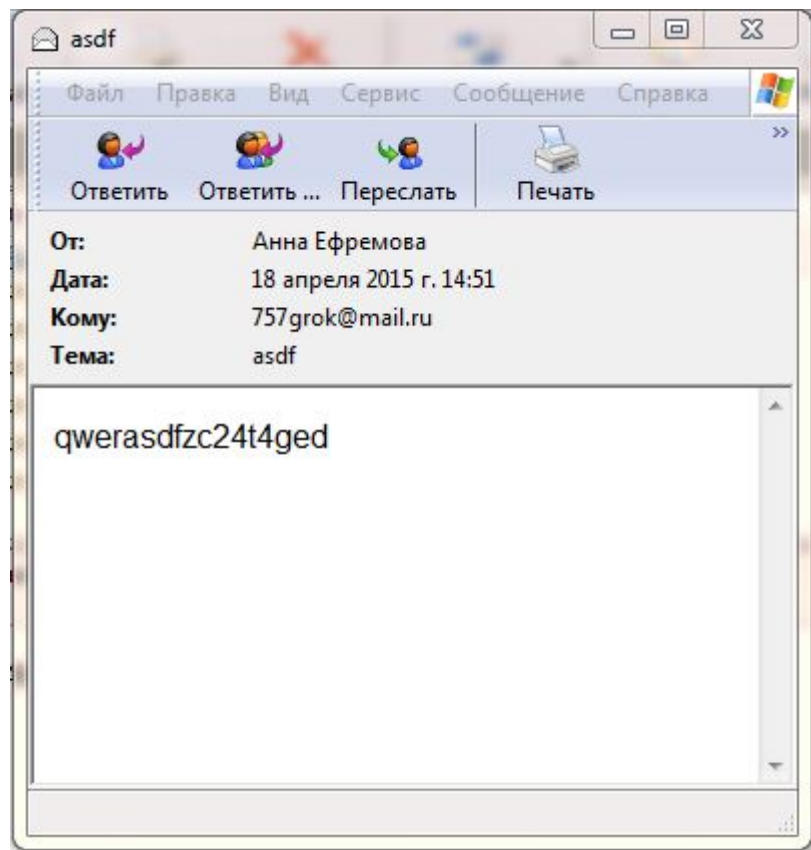 asdf
Файл Правка Вид Сервис Сообщение Справка
Ответить Ответить ... Переслать Печать
От: Анна Ефремова
Дата: 18 апреля 2015 г. 14:51
Кому: 757grok@mail.ru
Тема: asdf
qwerasdfzc24t4ged